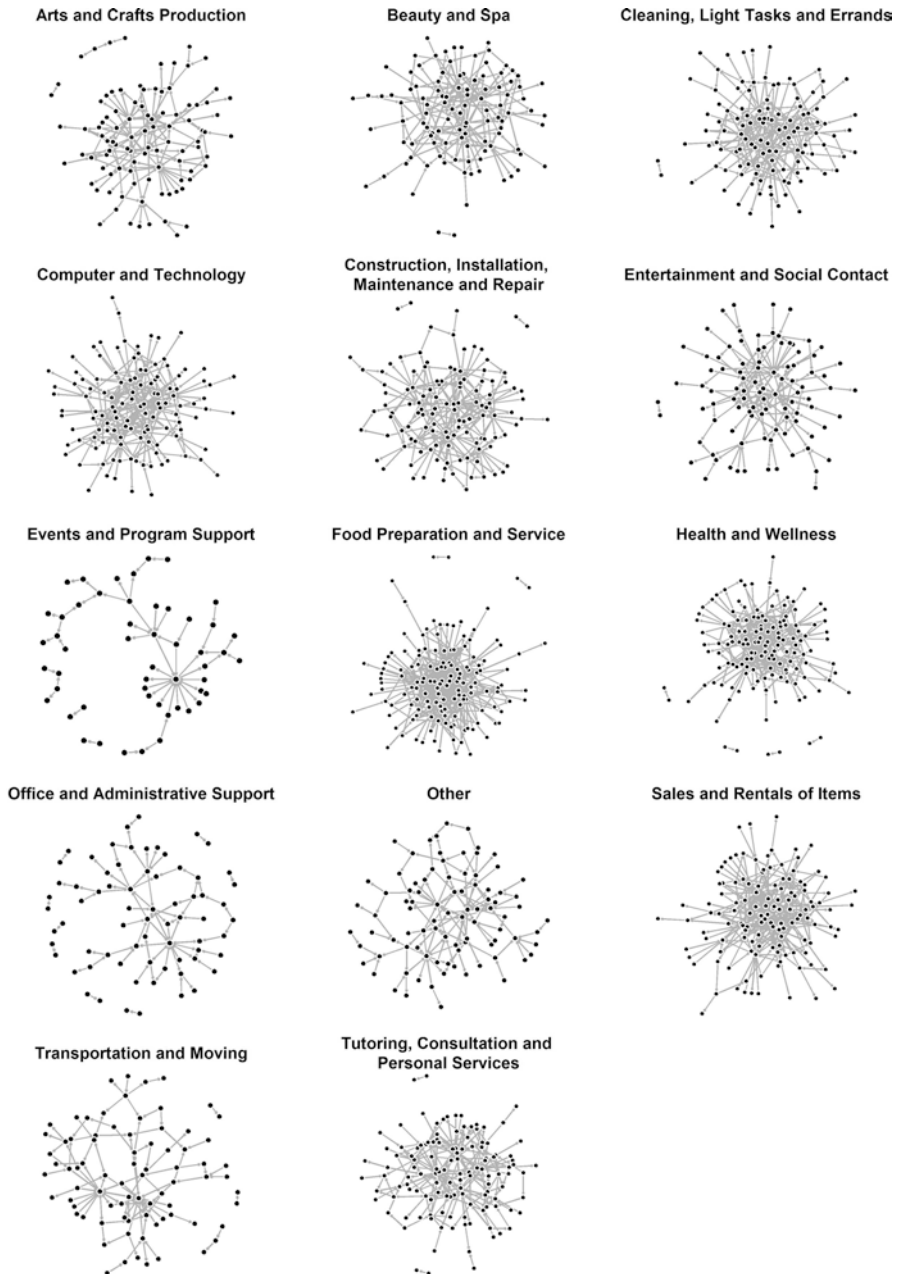 Arts and Crafts Production
Beauty and Spa
Cleaning, Light Tasks and Errands
Computer and Technology
Construction, Installation,
Maintenance and Repair
Entertainment and Social Contact
Events and Program Support
Food Preparation and Service
Health and Wellness
Office and Administrative Support
Other
Sales and Rentals of Items
Transportation and Moving
Tutoring, Consultation and
Personal Services